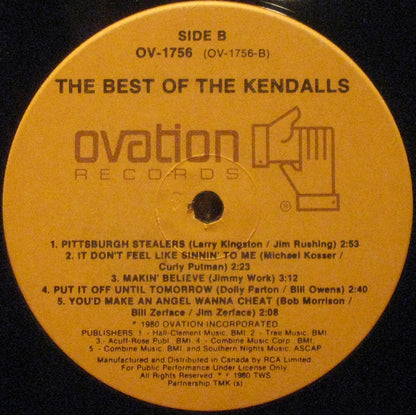 SIDE B
OV-1756 (OV-1756-B)
THE BEST OF THE KENDALLS
ovation
RECORDS
®
1. PITTSBURGH STEALERS (Larry Kingston / Jim Rushing) 2:53
2. IT DON'T FEEL LIKE SINNIN' TO ME (Michael Kosser /
Curly Putman) 2:23
3. MAKIN' BELIEVE (Jimmy Work) 3:12
4. PUT IT OFF UNTIL TOMORROW (Dolly Parton / Bill Owens) 2:40
5. YOU'D MAKE AN ANGEL WANNA CHEAT (Bob Morrison /
Bill Zerface / Jim Zerface) 2:08
* 1980 OVATION INCORPORATED
PUBLISHERS: 1 - Hall-Clement Music, BMI. 2 - Tree Music. BMI.
3. - Acuff-Rose Publ. BMI. 4 - Combine Music Corp. BMI.
5 - Combine Music, BMI. and Southern Nights Music, ASCAP
Manufactured and Distributed in Canada by RCA Limited.
For Public Performance Under License Only.
All Rights Reserved * * 1980 TWS
Partnership TMK (s)